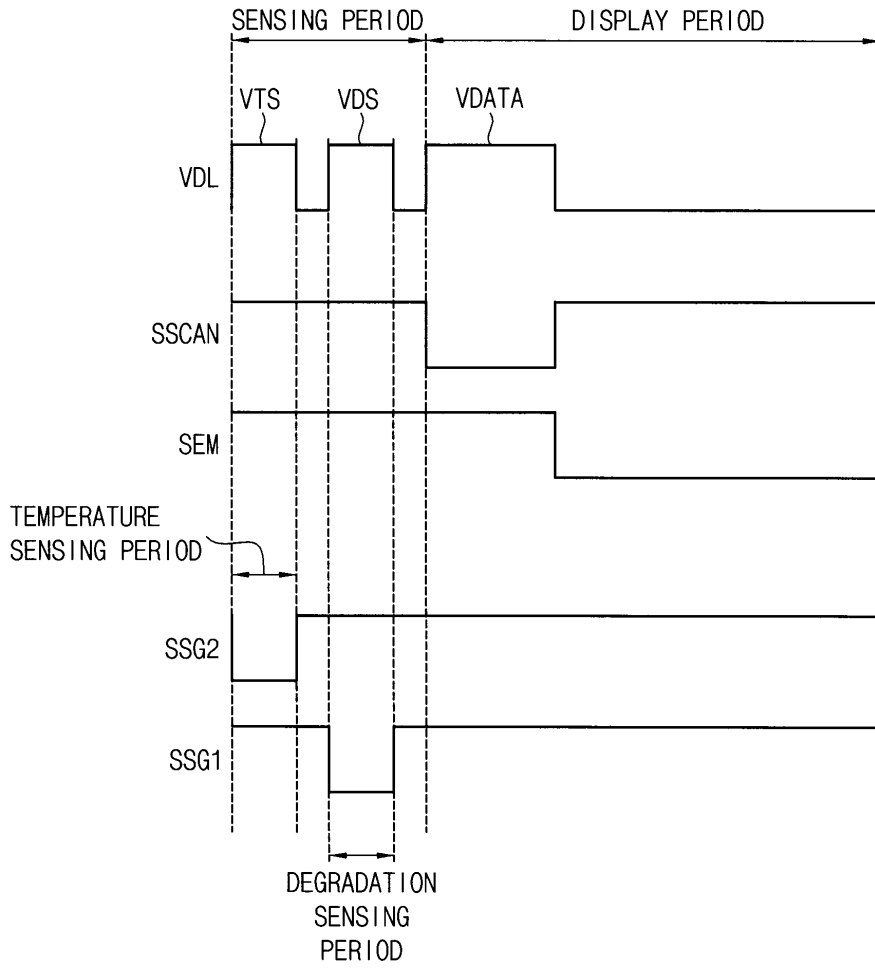 SENSING PERIOD
DISPLAY PERIOD
VTS
VDS
VDATA
VDL
SSCAN
SEM
TEMPERATURE
SENSING PERIOD
SSG2
SSG1
DEGRADATION
SENSING
PERIOD